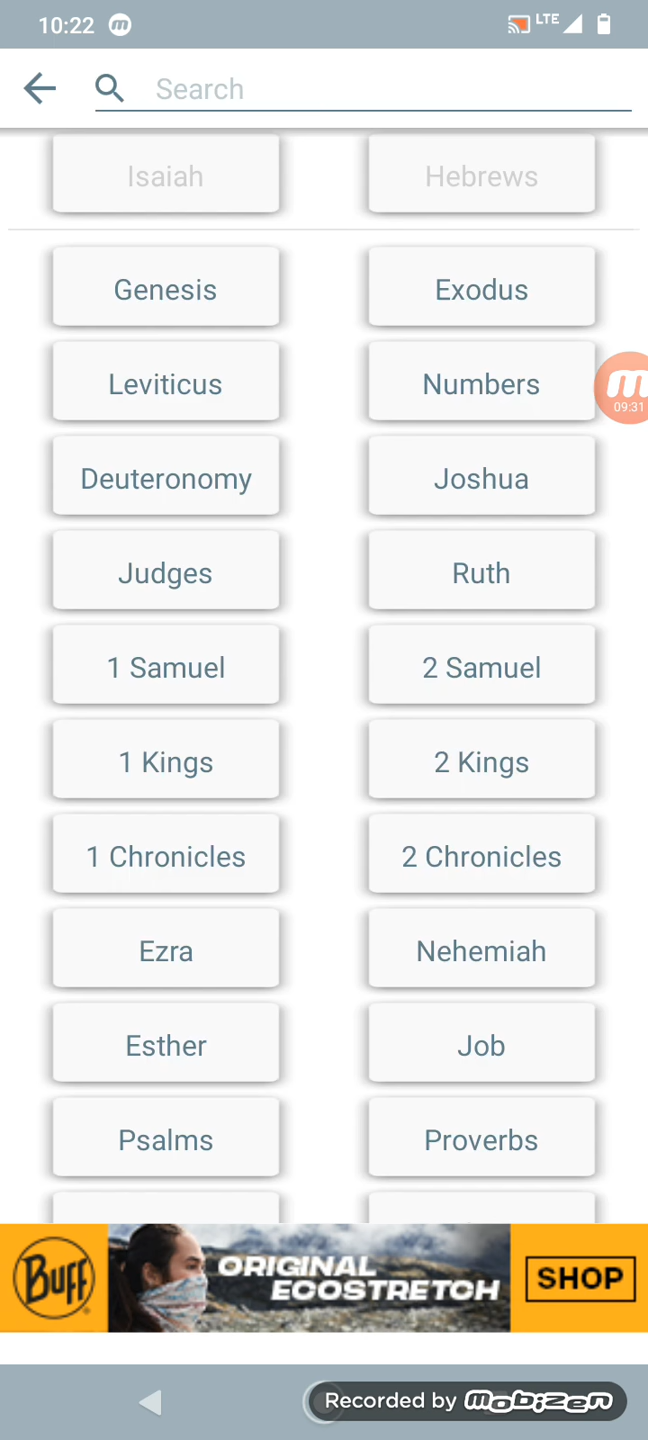 10:22 m LTE
Search
Isaiah Hebrews
Genesis Exodus
Leviticus Numbers
m
09:31
Deuteronomy Joshua
Judges Ruth
1 Samuel 2 Samuel
1 Kings 2 Kings
1 Chronicles 2 Chronicles
Ezra Nehemiah
Esther Job
Psalms Proverbs
BUFF ORIGINAL
ECOSTRETCH SHOP
Recorded by mobizen